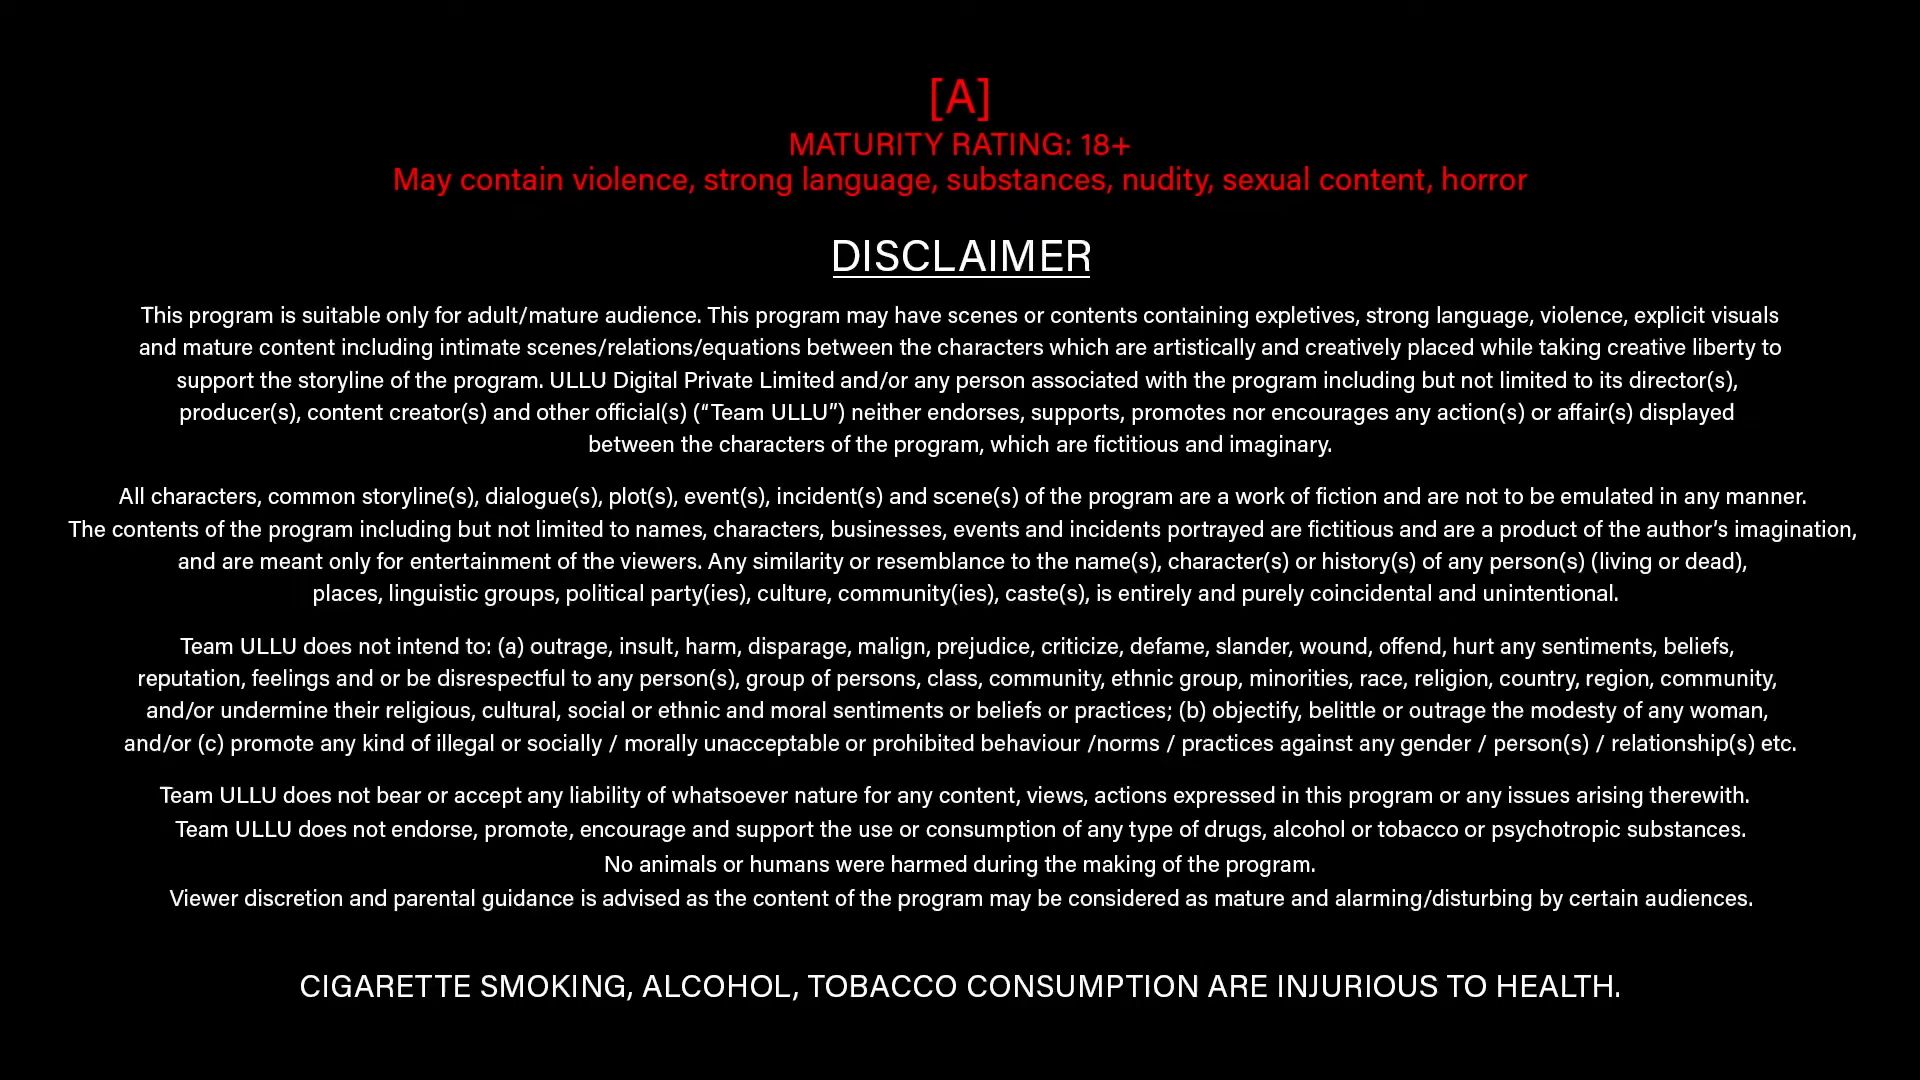 [A]
MATURITY RATING: 18+
May contain violence, strong language, substances, nudity, sexual content, horror
DISCLAIMER
This program is suitable only for adult/mature audience. This program may have scenes or contents containing expletives, strong language, violence, explicit visuals
and mature content including intimate scenes/relations/equations between the characters which are artistically and creatively placed while taking creative liberty to
support the storyline of the program. ULLU Digital Private Limited and/or any person associated with the program including but not limited to its director(s),
producer(s), content creator(s) and other official(s) (“Team ULLU”) neither endorses, supports, promotes nor encourages any action(s) or affair(s) displayed
between the characters of the program, which are fictitious and imaginary.
All characters, common storyline(s), dialogue(s), plot(s), event(s), incident(s) and scene(s) of the program are a work of fiction and are not to be emulated in any manner.
The contents of the program including but not limited to names, characters, businesses, events and incidents portrayed are fictitious and are a product of the author’s imagination,
and are meant only for entertainment of the viewers. Any similarity or resemblance to the name(s), character(s) or history(s) of any person(s) (living or dead),
places, linguistic groups, political party(ies), culture, community(ies), caste(s), is entirely and purely coincidental and unintentional.
Team ULLU does not intend to: (a) outrage, insult, harm, disparage, malign, prejudice, criticize, defame, slander, wound, offend, hurt any sentiments, beliefs,
reputation, feelings and or be disrespectful to any person(s), group of persons, class, community, ethnic group, minorities, race, religion, country, region, community,
and/or undermine their religious, cultural, social or ethnic and moral sentiments or beliefs or practices; (b) objectify, belittle or outrage the modesty of any woman,
and/or (c) promote any kind of illegal or socially / morally unacceptable or prohibited behaviour /norms / practices against any gender / person(s) / relationship(s) etc.
Team ULLU does not bear or accept any liability of whatsoever nature for any content, views, actions expressed in this program or any issues arising therewith.
Team ULLU does not endorse, promote, encourage and support the use or consumption of any type of drugs, alcohol or tobacco or psychotropic substances.
No animals or humans were harmed during the making of the program.
Viewer discretion and parental guidance is advised as the content of the program may be considered as mature and alarming/disturbing by certain audiences.
CIGARETTE SMOKING, ALCOHOL, TOBACCO CONSUMPTION ARE INJURIOUS TO HEALTH.